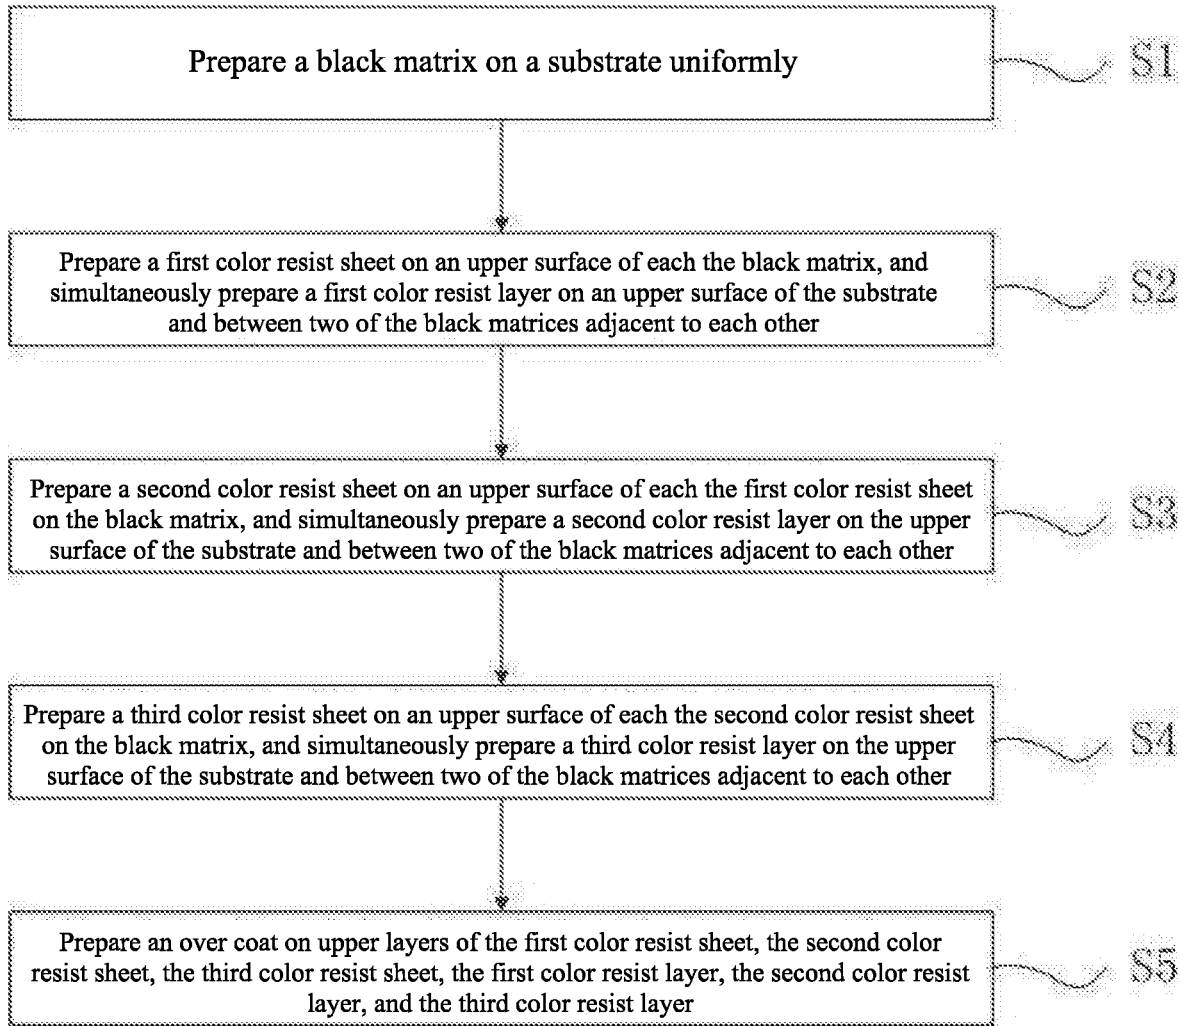 Prepare a black matrix on a substrate uniformly
S1
Prepare a first color resist sheet on an upper surface of each the black matrix, and
simultaneously prepare a first color resist layer on an upper surface of the substrate
and between two of the black matrices adjacent to each other
S2
Prepare a second color resist sheet on an upper surface of each the first color resist sheet
on the black matrix, and simultaneously prepare a second color resist layer on the upper
surface of the substrate and between two of the black matrices adjacent to each other
S3
Prepare a third color resist sheet on an upper surface of each the second color resist sheet
on the black matrix, and simultaneously prepare a third color resist layer on the upper
surface of the substrate and between two of the black matrices adjacent to each other
S4
Prepare an over coat on upper layers of the first color resist sheet, the second color
resist sheet, the third color resist sheet, the first color resist layer, the second color resist
layer, and the third color resist layer
S5